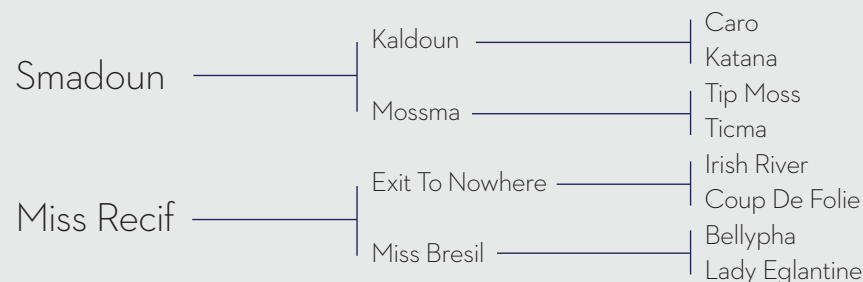 Smadoun
Kaldoun
Caro
Katana
Mossma
Tip Moss
Ticma
Miss Recif
Exit To Nowhere
Irish River
Coup De Folie
Miss Bresil
Bellypha
Lady Eglantine